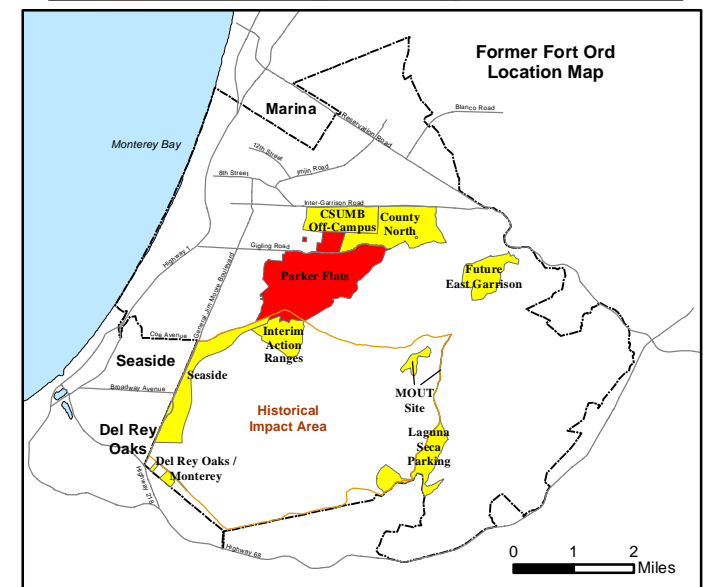 Former Fort Ord
Location Map
Marina
Blanco Road
Reservation Road
Monterey Bay
12th Street
Imjin Road
8th Street
Inter-Garrison Road
CSUMB
Off-Campus
County
North
Gigling Road
Highway 1
General Jim Moore Boulevard
Parker Flats
Future
East Garrison
Coe Avenue
Interim
Action
Ranges
Seaside
Seaside
MOUT
Site
Broadway Avenue
Historical
Impact Area
Del Rey
Oaks
Laguna
Seca
Parking
Del Rey Oaks /
Monterey
Highway 218
Highway 68
0 1 2
Miles